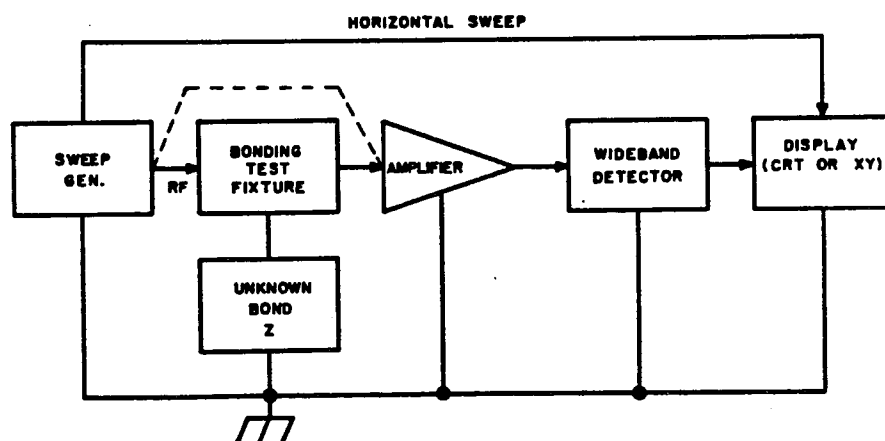 HORIZONTAL SWEEP
SWEEP
GEN.
RF
BONDING
TEST
FIXTURE
AMPLIFIER
WIDEBAND
DETECTOR
DISPLAY
(CRT OR XY)
UNKNOWN
BOND
Z